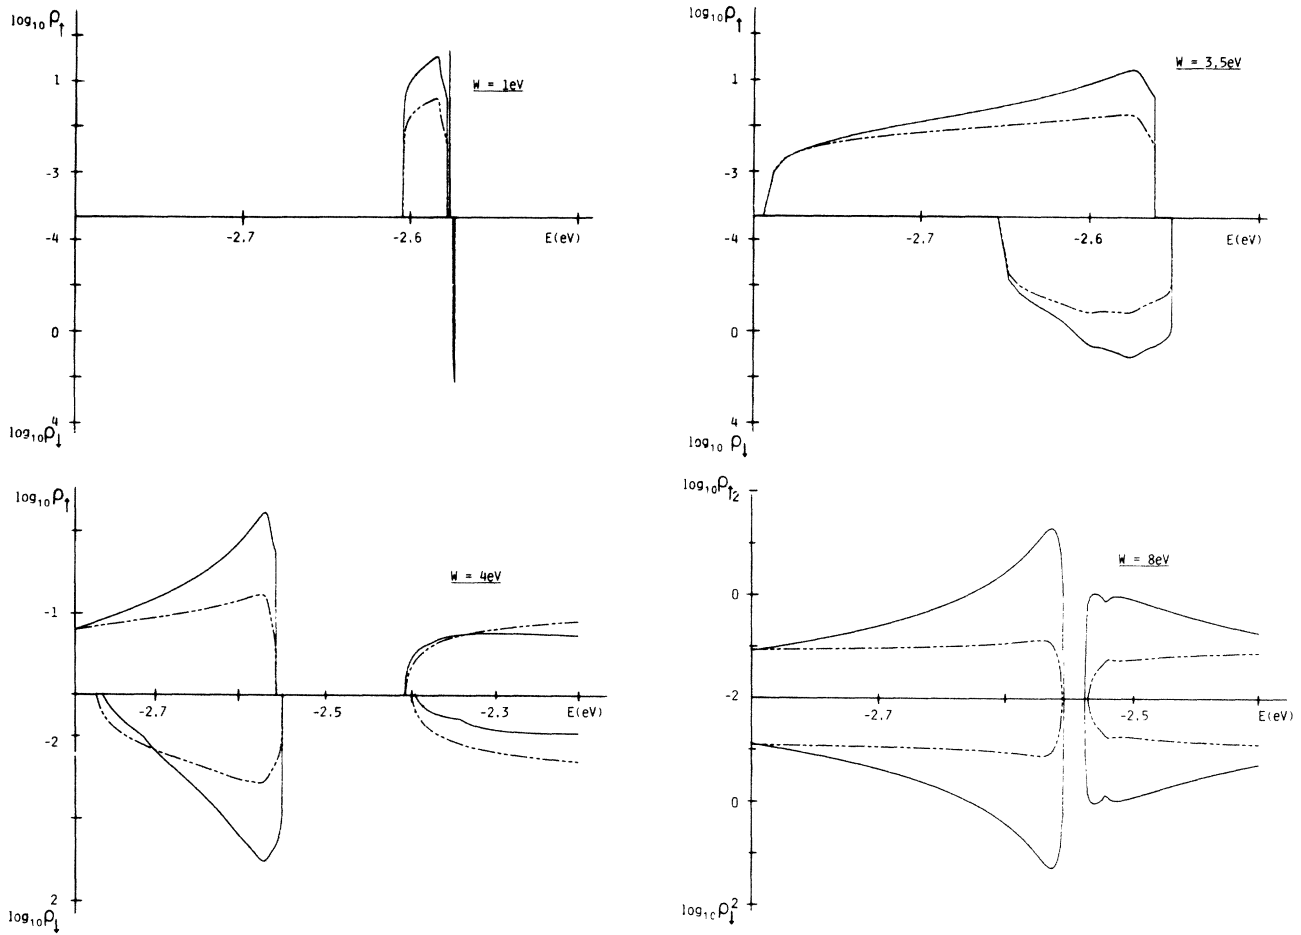 log₁₀ ρ↑
1
W = 1eV
-3
-4
-2.7
-2.6
E(eV)
0
4
log₁₀ρ↓
log₁₀ρ↑
1
W = 3.5eV
-3
-4
-2.7
-2.6
E(eV)
0
4
log₁₀ ρ↓
log₁₀ρ↑
W = 4eV
-1
-2.7
-2.5
-2.3
E(eV)
-2
2
log₁₀ρ↓
log₁₀ρ↑
2
W = 8eV
0
-2
-2.7
-2.5
E(eV)
0
2
log₁₀ρ↓